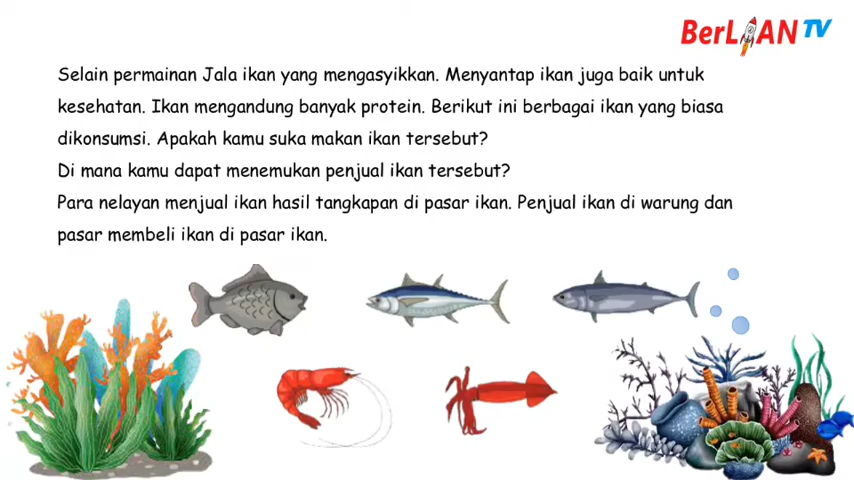 BerLIAN TV
Selain permainan Jala ikan yang mengasyikkan. Menyantap ikan juga baik untuk
kesehatan. Ikan mengandung banyak protein. Berikut ini berbagai ikan yang biasa
dikonsumsi. Apakah kamu suka makan ikan tersebut?
Di mana kamu dapat menemukan penjual ikan tersebut?
Para nelayan menjual ikan hasil tangkapan di pasar ikan. Penjual ikan di warung dan
pasar membeli ikan di pasar ikan.